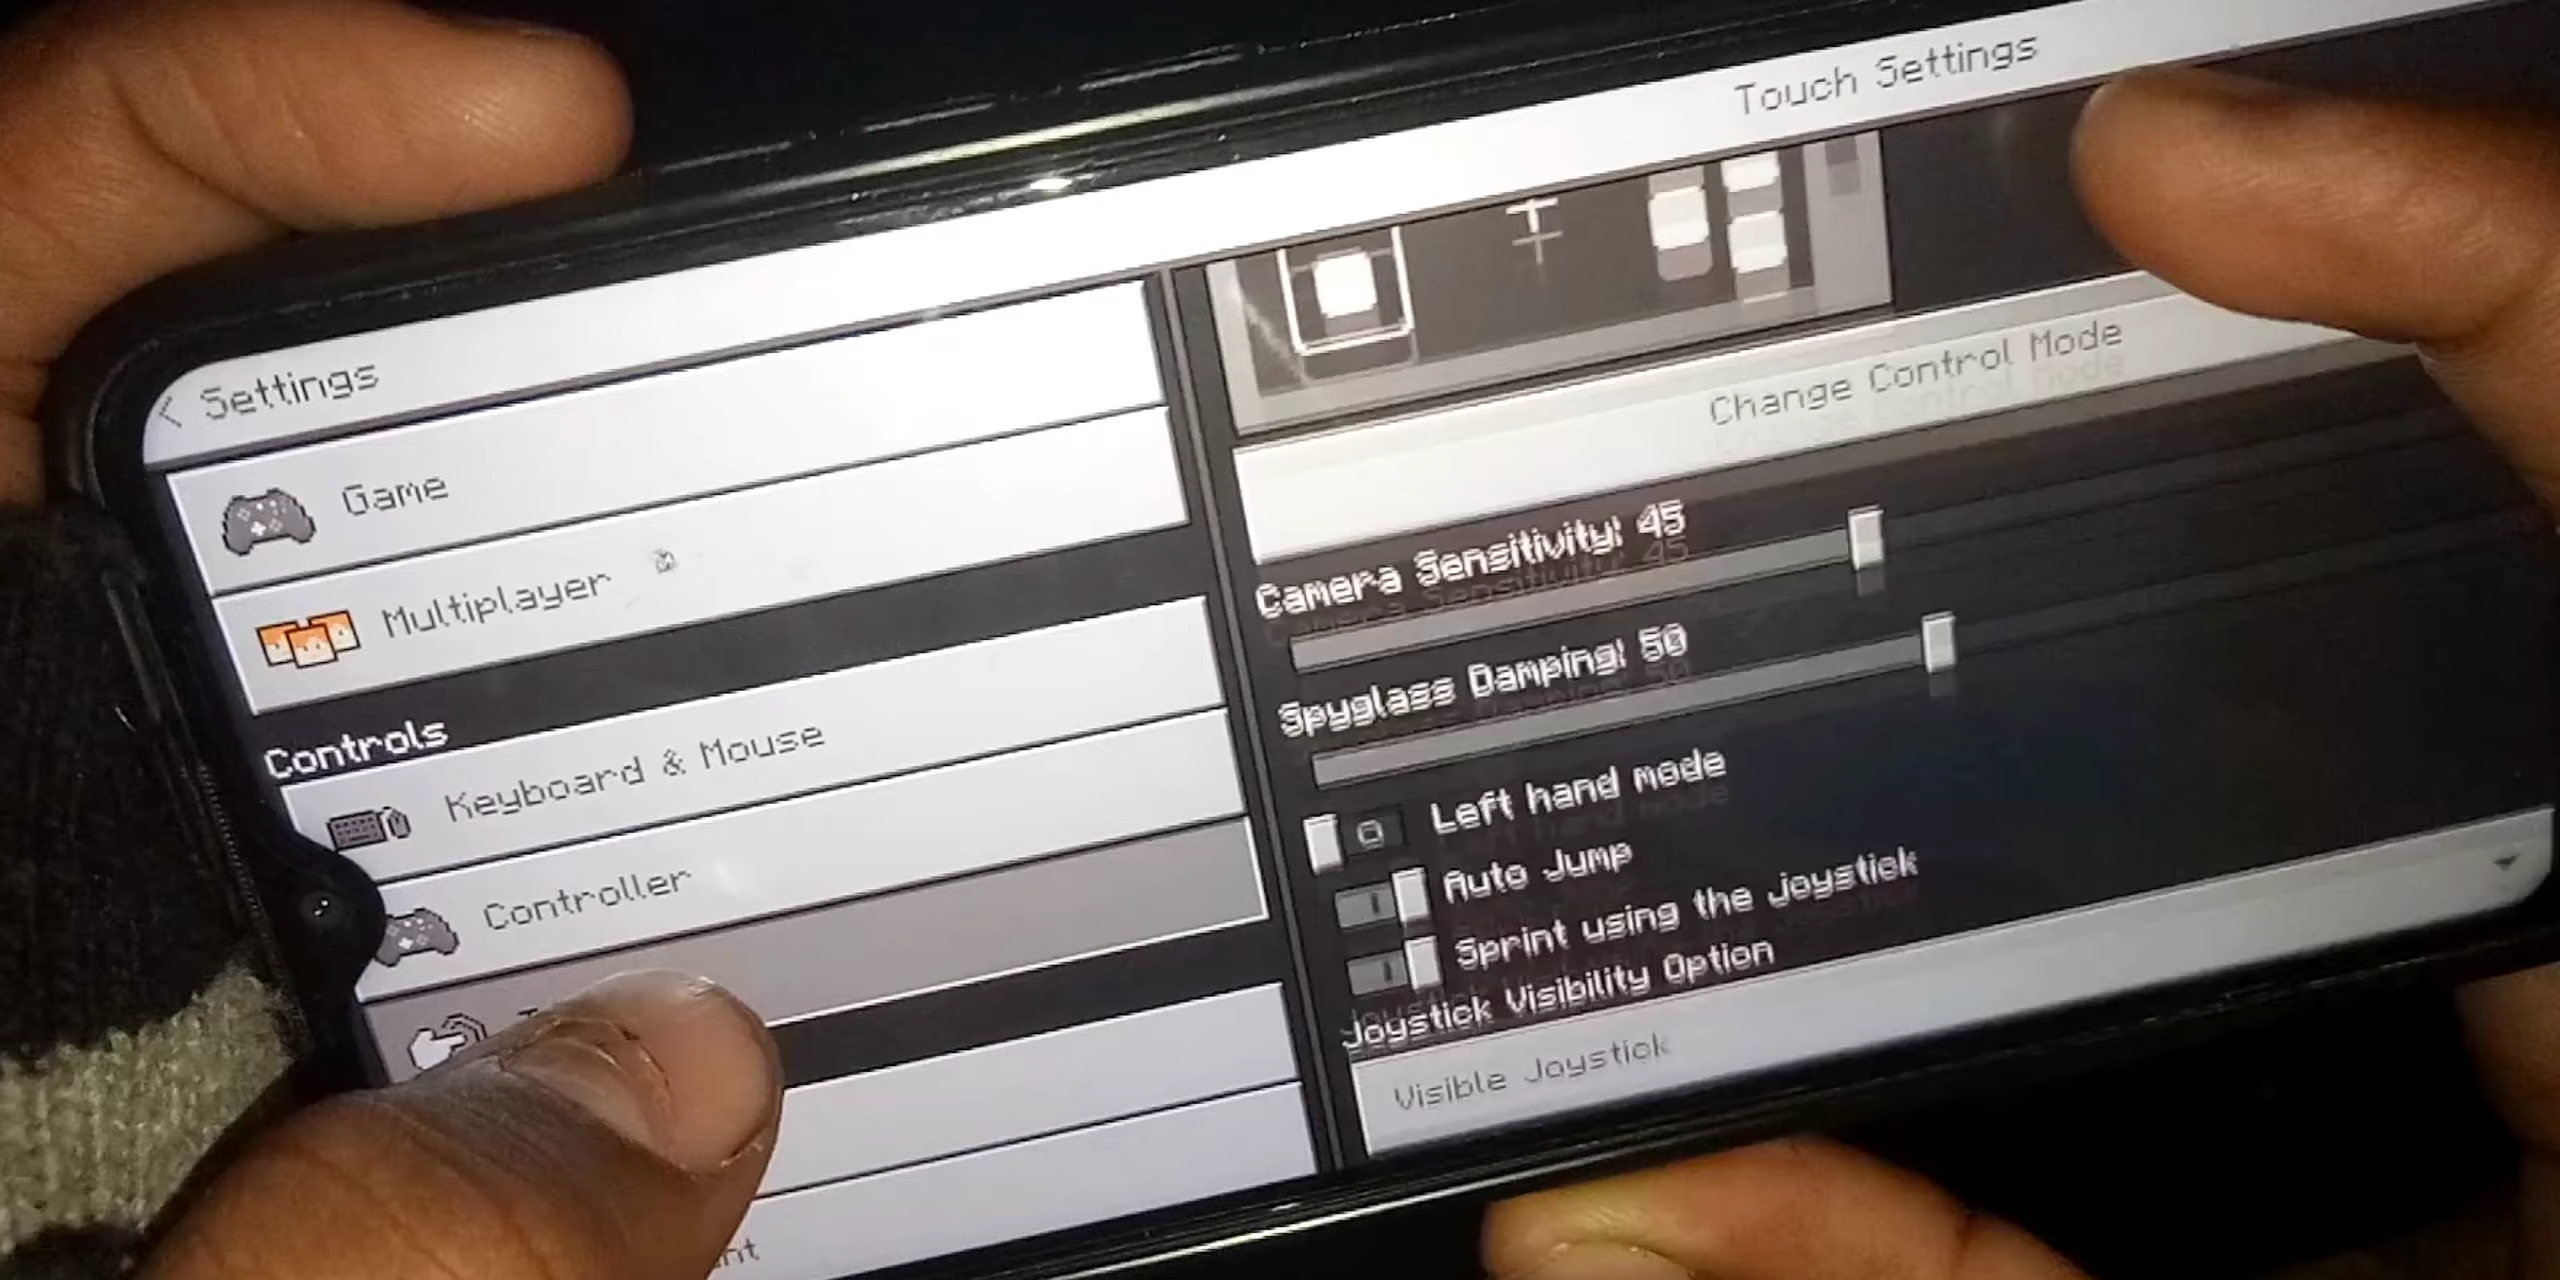 Settings
Touch Settings
Game
Multiplayer
Controls
Keyboard & Mouse
Controller
Change Control Mode
Camera Sensitivity: 45
Spyglass Damping: 50
Left hand mode
Auto Jump
Sprint using the joystick
Joystick Visibility Option
Visible Joystick